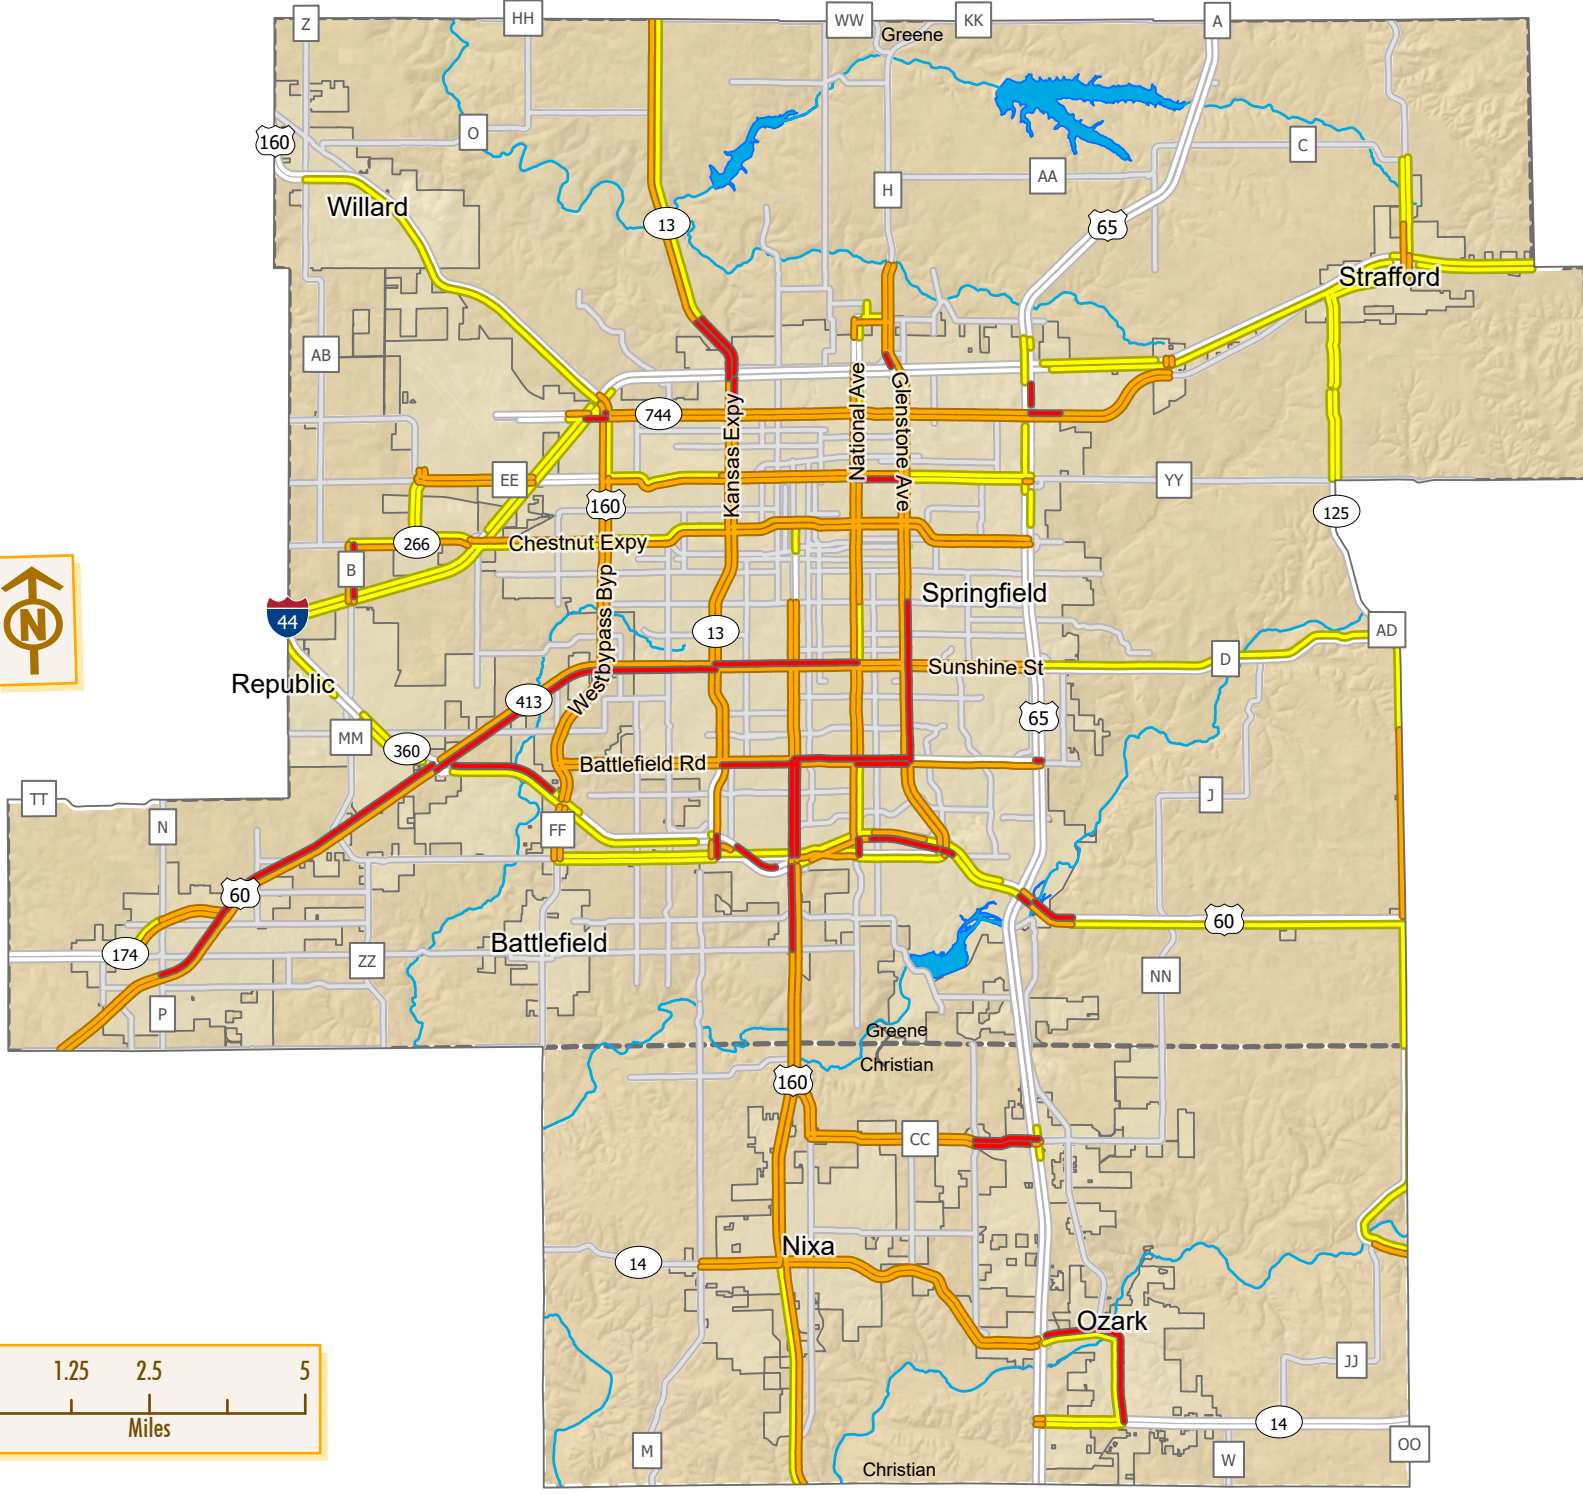 Z
HH
WW
Greene
KK
A
160
O
C
Willard
H
AA
13
65
Strafford
AB
National Ave
Glenstone Ave
Kansas Expy
744
EE
YY
160
125
266
Chestnut Expy
B
Westbypass Byp
Springfield
44
13
AD
D
Sunshine St
Republic
413
65
MM
360
Battlefield Rd
TT
J
N
FF
60
60
174
Battlefield
ZZ
NN
P
Greene
Christian
160
CC
14
Nixa
Ozark
JJ
14
M
OO
W
Christian
N
1.25 2.5 5
Miles